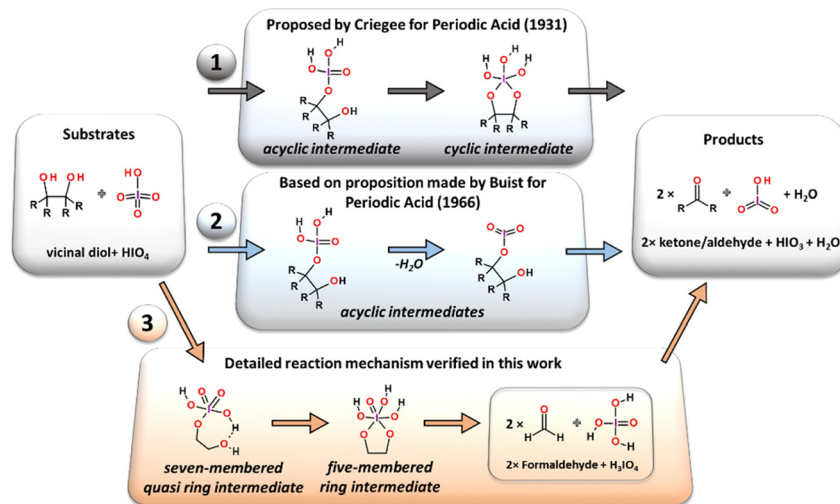 Proposed by Criegee for Periodic Acid (1931)
1
acyclic intermediate
cyclic intermediate
Substrates
+
vicinal diol+ HIO₄
Based on proposition made by Buist for
Periodic Acid (1966)
2
-H₂O
acyclic intermediates
Products
2 × + + H₂O
2× ketone/aldehyde + HIO₃ + H₂O
3
Detailed reaction mechanism verified in this work
seven-membered
quasi ring intermediate
five-membered
ring intermediate
2 × +
2× Formaldehyde + H₃IO₄